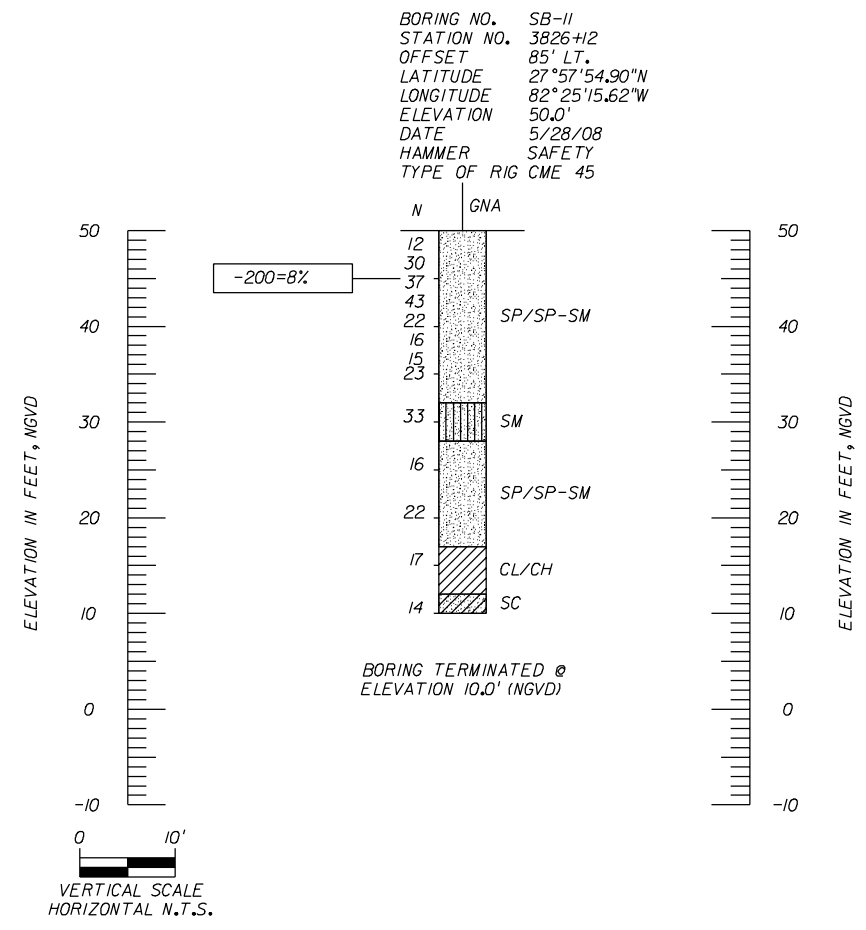 BORING NO. SB-11
STATION NO. 3826+12
OFFSET 85' LT.
LATITUDE 27°57'54.90"N
LONGITUDE 82°25'15.62"W
ELEVATION 50.0'
DATE 5/28/08
HAMMER SAFETY
TYPE OF RIG CME 45
N GNA
50
40
30
20
10
0
-10
ELEVATION IN FEET, NGVD
-200=8%
12
30
37
43
22
16
15
23
33
16
22
17
14
SP/SP-SM
SM
SP/SP-SM
CL/CH
SC
BORING TERMINATED @
ELEVATION 10.0' (NGVD)
50
40
30
20
10
0
-10
ELEVATION IN FEET, NGVD
0 10'
VERTICAL SCALE
HORIZONTAL N.T.S.